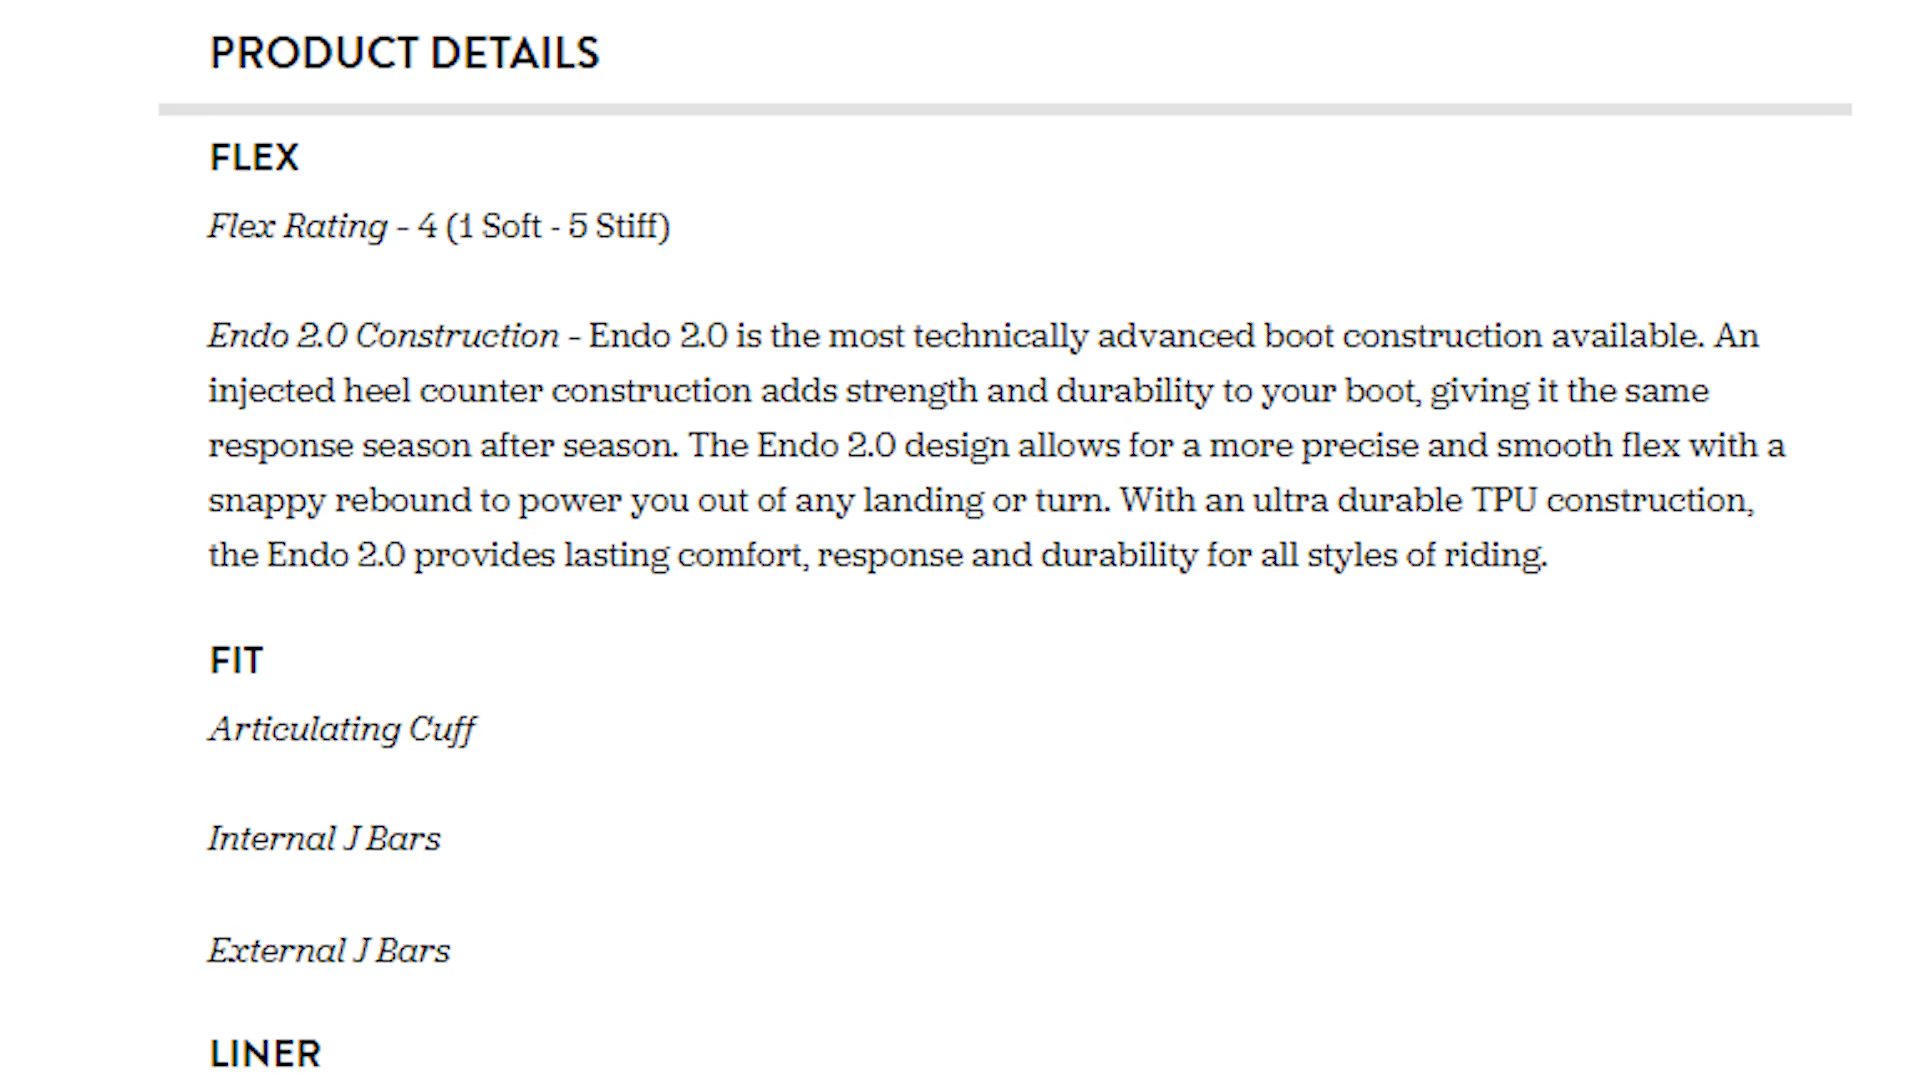 PRODUCT DETAILS
FLEX
Flex Rating - 4 (1 Soft - 5 Stiff)
Endo 2.0 Construction - Endo 2.0 is the most technically advanced boot construction available. An
injected heel counter construction adds strength and durability to your boot, giving it the same
response season after season. The Endo 2.0 design allows for a more precise and smooth flex with a
snappy rebound to power you out of any landing or turn. With an ultra durable TPU construction,
the Endo 2.0 provides lasting comfort, response and durability for all styles of riding.
FIT
Articulating Cuff
Internal J Bars
External J Bars
LINER